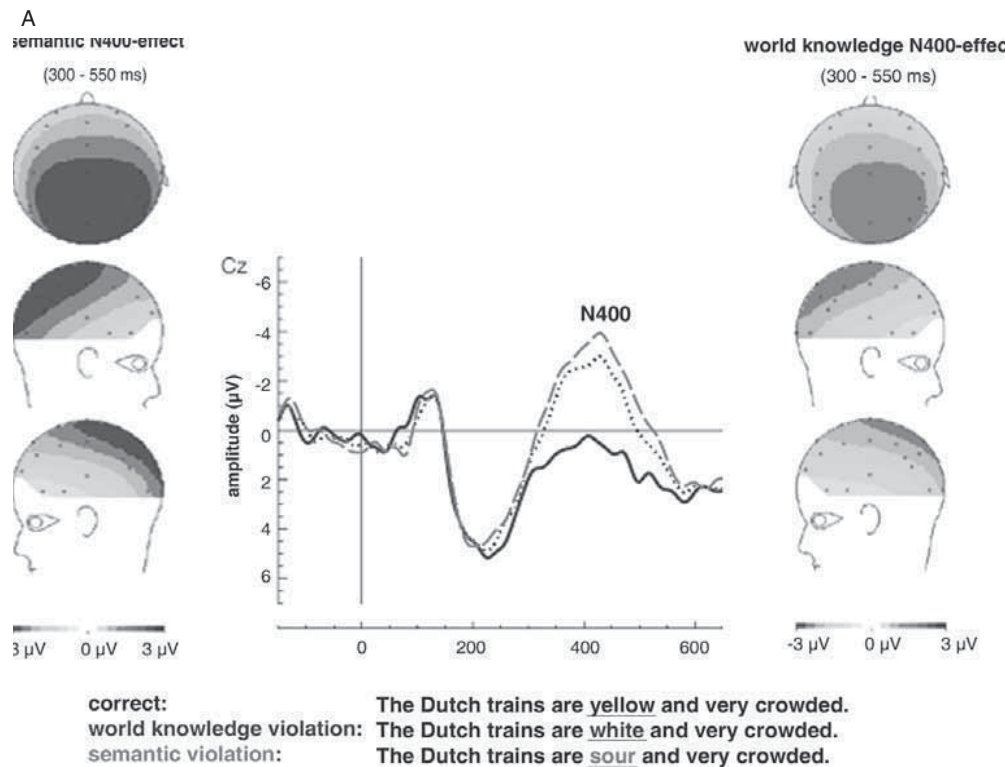 A
semantic N400-effect
(300 - 550 ms)
world knowledge N400-effec
(300 - 550 ms)
Cz
N400
amplitude (µV)
-6
-4
-2
0
2
4
6
0
200
400
600
-3 µV 0 µV 3 µV
-3 µV 0 µV 3 µV
correct: The Dutch trains are yellow and very crowded.
world knowledge violation: The Dutch trains are white and very crowded.
semantic violation: The Dutch trains are sour and very crowded.